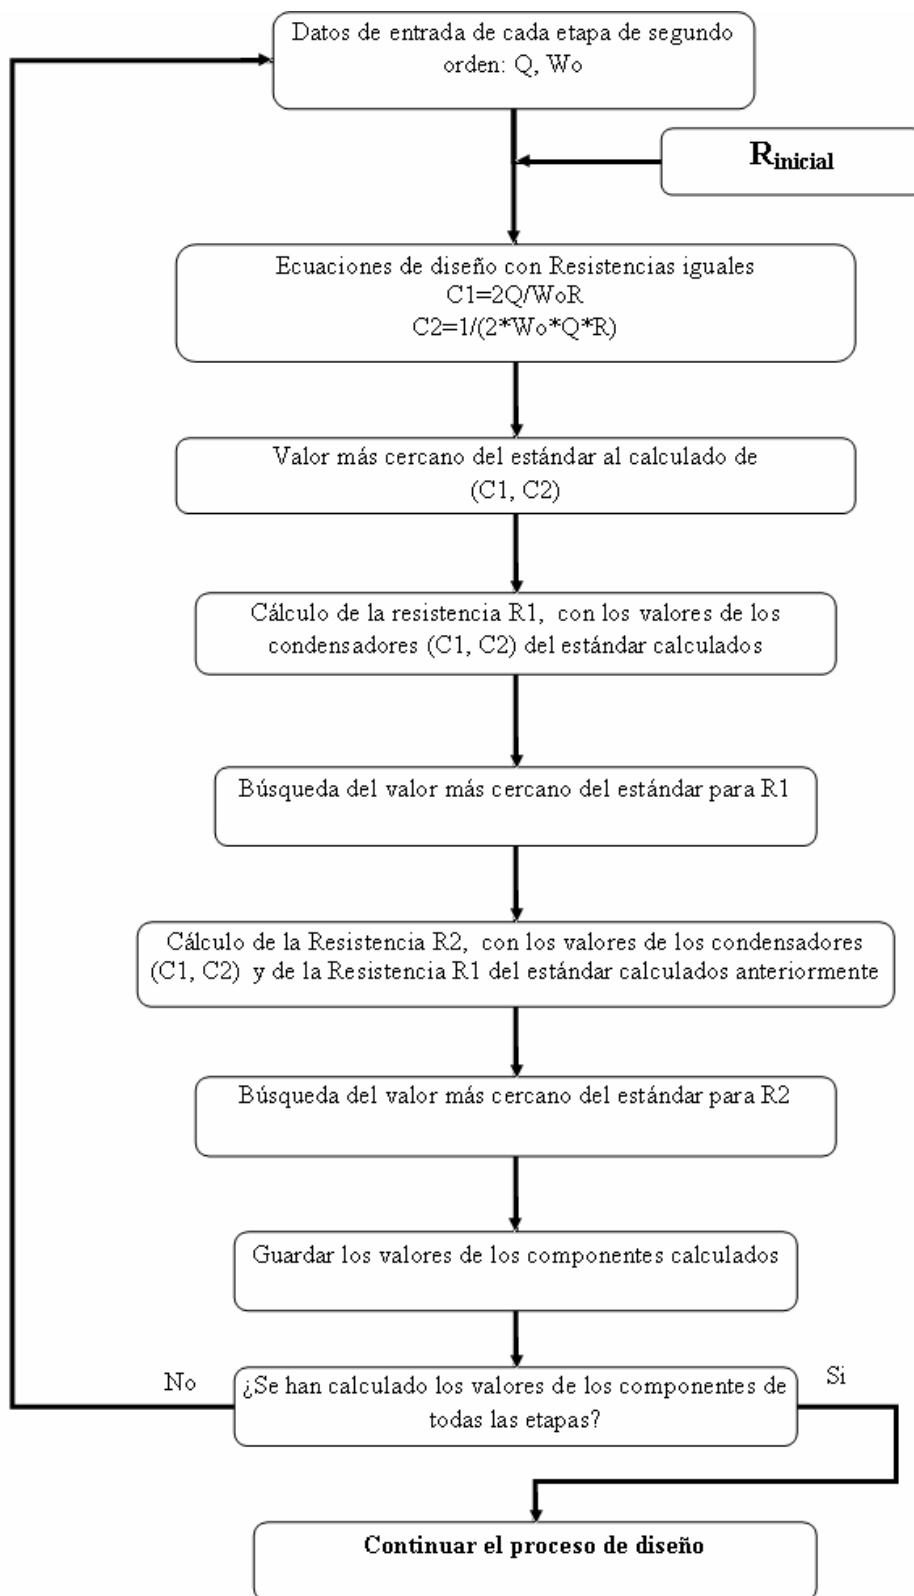 Datos de entrada de cada etapa de segundo
orden: Q, Wo
Rinicial
Ecuaciones de diseño con Resistencias iguales
C1=2Q/WoR
C2=1/(2*Wo*Q*R)
Valor más cercano del estándar al calculado de
(C1, C2)
Cálculo de la resistencia R1, con los valores de los
condensadores (C1, C2) del estándar calculados
Búsqueda del valor más cercano del estándar para R1
Cálculo de la Resistencia R2, con los valores de los condensadores
(C1, C2) y de la Resistencia R1 del estándar calculados anteriormente
Búsqueda del valor más cercano del estándar para R2
Guardar los valores de los componentes calculados
No
¿Se han calculado los valores de los componentes de
todas las etapas?
Si
Continuar el proceso de diseño